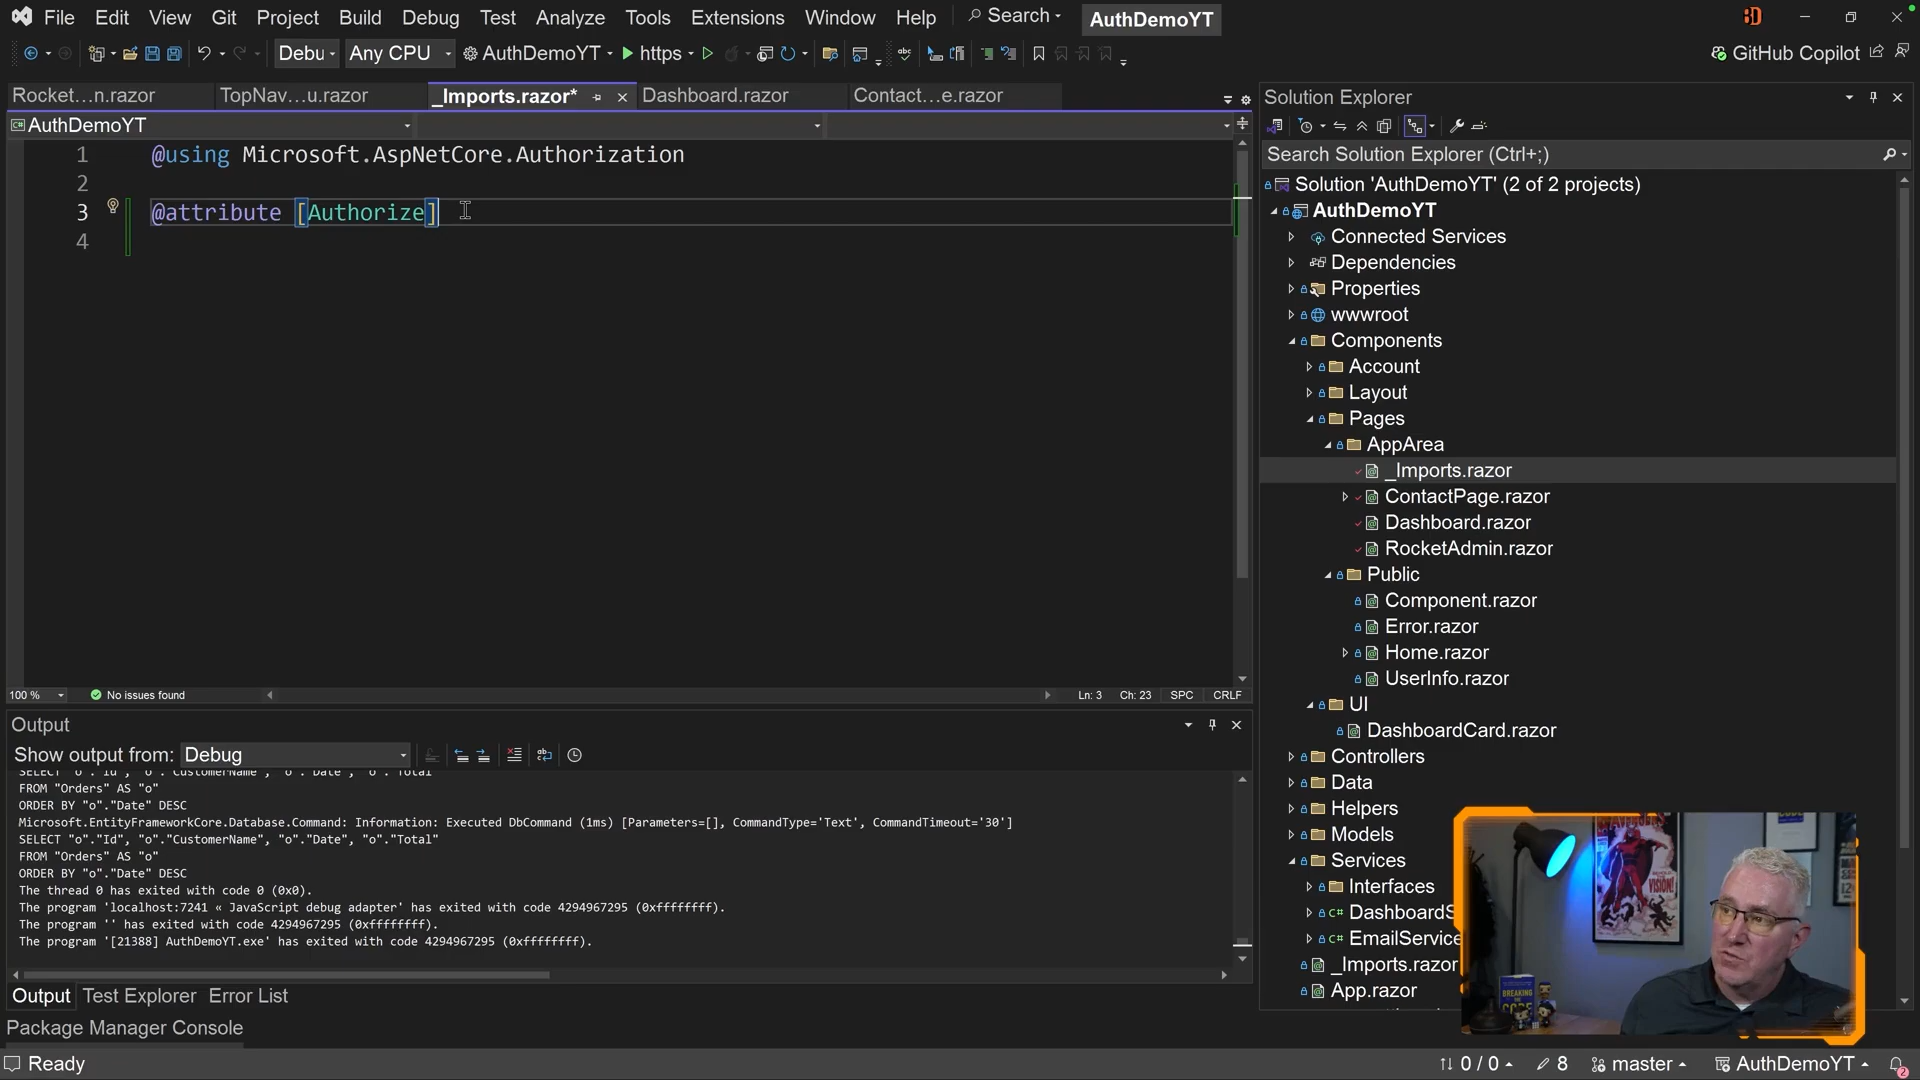 File Edit View Git Project Build Debug Test Analyze Tools Extensions Window Help Search AuthDemoYT
Debu Any CPU AuthDemoYT https GitHub Copilot
Rocket...n.razor TopNav...u.razor _Imports.razor* Dashboard.razor Contact...e.razor
AuthDemoYT
1 @using Microsoft.AspNetCore.Authorization
2
3 @attribute [Authorize]
4
100 % No issues found Ln: 3 Ch: 23 SPC CRLF
Output
Show output from: Debug
SELECT "o"."Id", "o"."CustomerName", "o"."Date", "o"."Total"
FROM "Orders" AS "o"
ORDER BY "o"."Date" DESC
Microsoft.EntityFrameworkCore.Database.Command: Information: Executed DbCommand (1ms) [Parameters=[], CommandType='Text', CommandTimeout='30']
SELECT "o"."Id", "o"."CustomerName", "o"."Date", "o"."Total"
FROM "Orders" AS "o"
ORDER BY "o"."Date" DESC
The thread 0 has exited with code 0 (0x0).
The program 'localhost:7241 « JavaScript debug adapter' has exited with code 4294967295 (0xffffffff).
The program '' has exited with code 4294967295 (0xffffffff).
The program '[21388] AuthDemoYT.exe' has exited with code 4294967295 (0xffffffff).
Output Test Explorer Error List
Package Manager Console
Ready 0 / 0 8 master AuthDemoYT 2
Solution Explorer
Search Solution Explorer (Ctrl+;)
Solution 'AuthDemoYT' (2 of 2 projects)
AuthDemoYT
Connected Services
Dependencies
Properties
wwwroot
Components
Account
Layout
Pages
AppArea
_Imports.razor
ContactPage.razor
Dashboard.razor
RocketAdmin.razor
Public
Component.razor
Error.razor
Home.razor
UserInfo.razor
UI
DashboardCard.razor
Controllers
Data
Helpers
Models
Services
Interfaces
C# DashboardS
C# EmailService
_Imports.razor
App.razor
VISION!
BREAKING
CODE